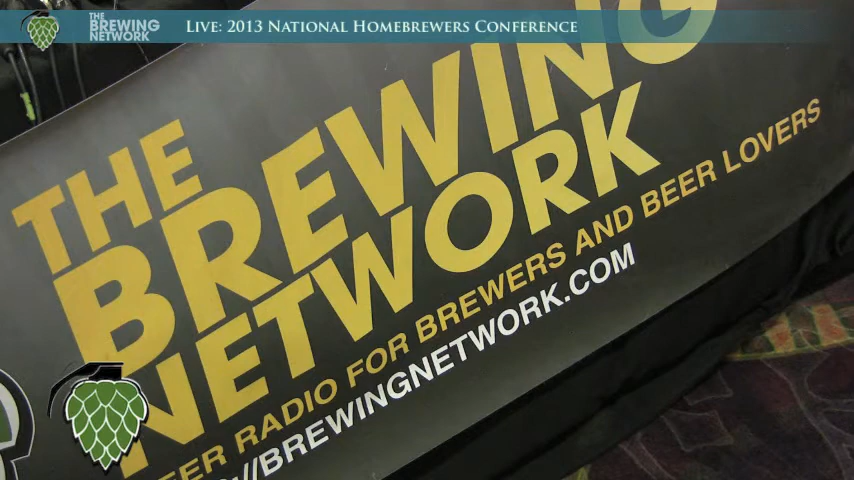 THE
BREWING
NETWORK
LIVE: 2013 NATIONAL HOMEBREWERS CONFERENCE
THE
BREWING
NETWORK
RADIO FOR BREWERS AND BEER LOVERS
//BREWINGNETWORK.COM